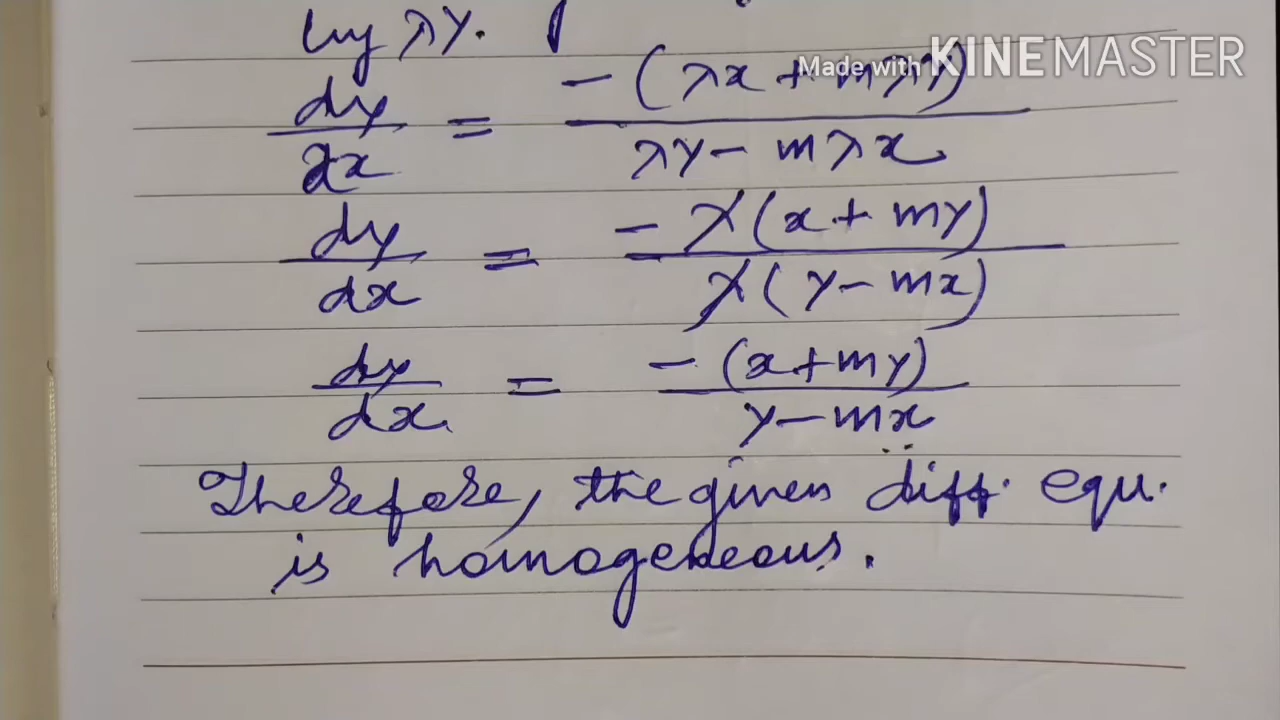 by λy.
Made with KINEMASTER
dy/dx = -(λx + mλy)/λy - mλx
dy/dx = -λ(x + my)/λ(y - mx)
dy/dx = -(x+my)/y-mx
Therefore, the given diff. equ.
is homogeneous.